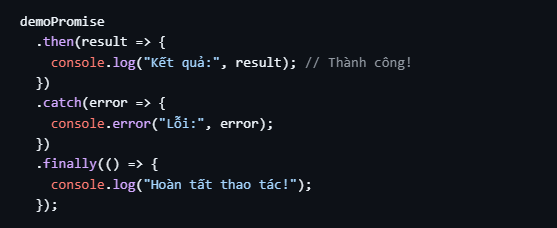 demoPromise
  .then(result => {
    console.log("Kết quả:", result); // Thành công!
  })
  .catch(error => {
    console.error("Lỗi:", error);
  })
  .finally(() => {
    console.log("Hoàn tất thao tác!");
  });